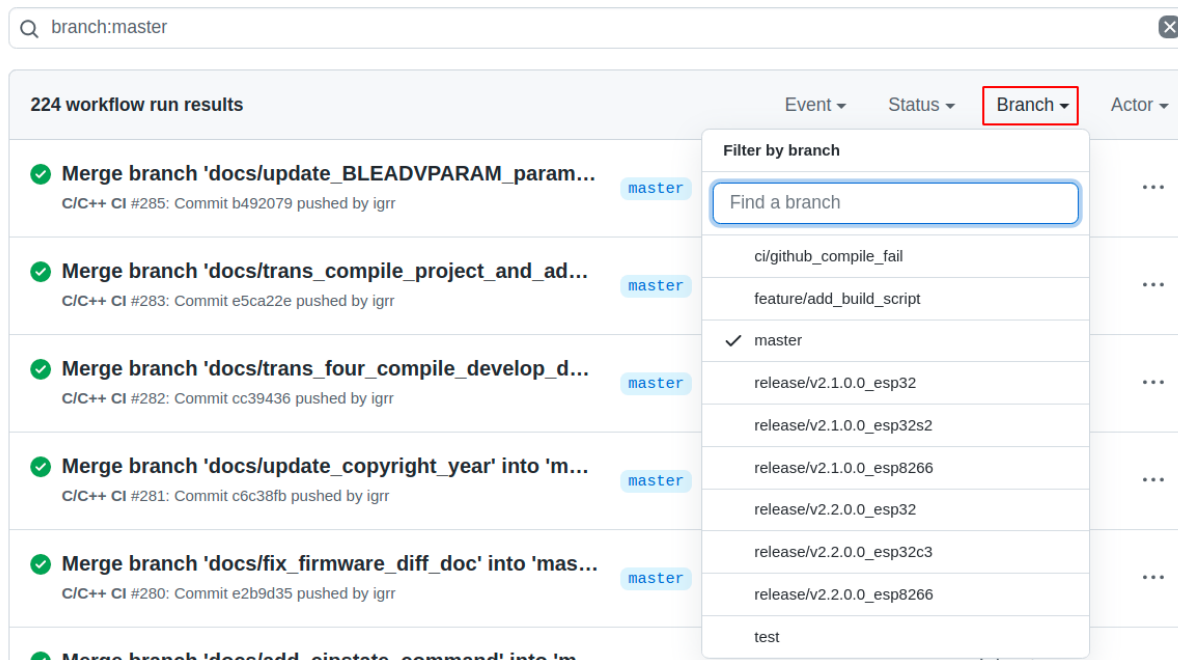 branch:master
224 workflow run results
Event
Status
Branch
Actor
Merge branch 'docs/update_BLEADVPARAM_param...
C/C++ CI #285: Commit b492079 pushed by igrr
master
Merge branch 'docs/trans_compile_project_and_ad...
C/C++ CI #283: Commit e5ca22e pushed by igrr
master
Merge branch 'docs/trans_four_compile_develop_d...
C/C++ CI #282: Commit cc39436 pushed by igrr
master
Merge branch 'docs/update_copyright_year' into 'm...
C/C++ CI #281: Commit c6c38fb pushed by igrr
master
Merge branch 'docs/fix_firmware_diff_doc' into 'mas...
C/C++ CI #280: Commit e2b9d35 pushed by igrr
master
Merge branch 'docs/add_cipstate_command' into 'm...
Filter by branch
Find a branch
ci/github_compile_fail
feature/add_build_script
master
release/v2.1.0.0_esp32
release/v2.1.0.0_esp32s2
release/v2.1.0.0_esp8266
release/v2.2.0.0_esp32
release/v2.2.0.0_esp32c3
release/v2.2.0.0_esp8266
test